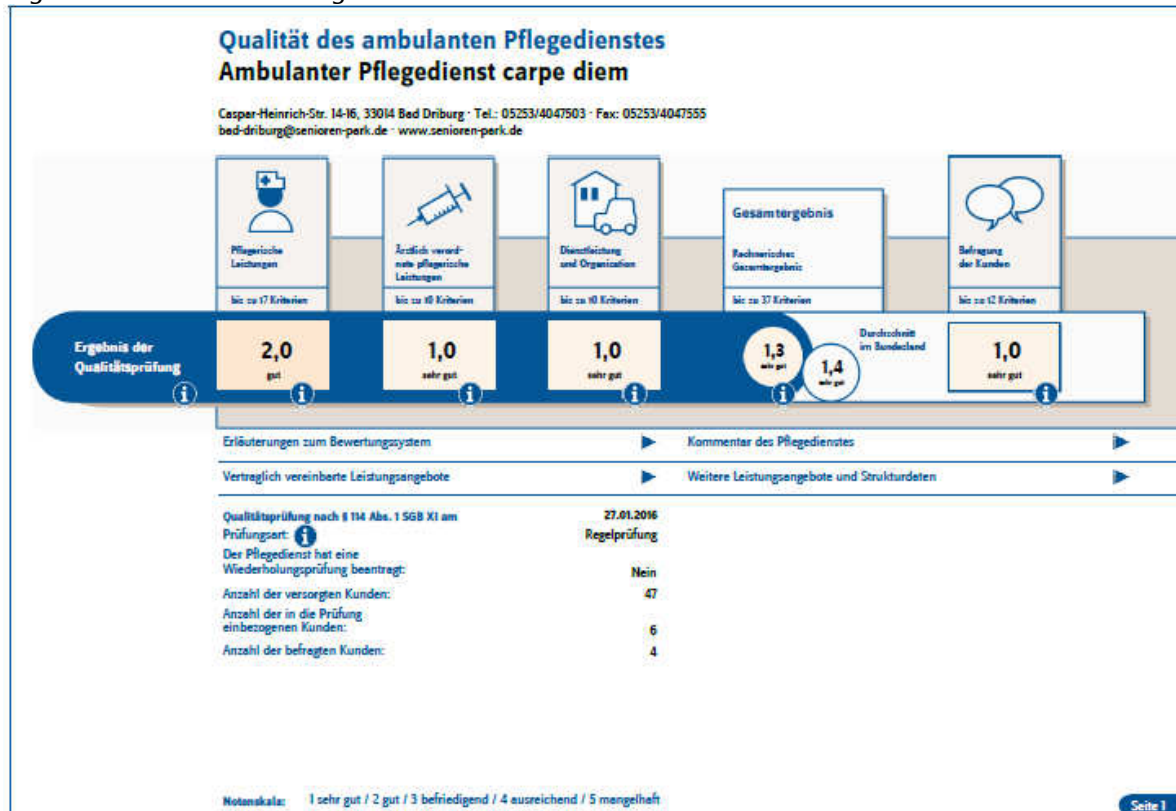 Qualität des ambulanten Pflegedienstes
Ambulanter Pflegedienst carpe diem
Caspar-Heinrich-Str. 14-16, 33014 Bad Driburg · Tel.: 05253/4047503 · Fax: 05253/4047555
bad-driburg@senioren-park.de · www.senioren-park.de
Pflegerische
Leistungen
bis zu 17 Kriterien
Ärztlich verord-
nete pflegerische
Leistungen
bis zu 10 Kriterien
Dienstleistung
und Organisation
bis zu 10 Kriterien
Gesamtergebnis
Rechnerisches
Gesamtergebnis
bis zu 37 Kriterien
Befragung
der Kunden
bis zu 12 Kriterien
Ergebnis der
Qualitätsprüfung
2,0
gut
1,0
sehr gut
1,0
sehr gut
1,3
sehr gut
1,4
sehr gut
Durchschnitt
im Bundesland
1,0
sehr gut
Erläuterungen zum Bewertungssystem
Kommentar des Pflegedienstes
Vertraglich vereinbarte Leistungsangebote
Weitere Leistungsangebote und Strukturdaten
Qualitätsprüfung nach § 114 Abs. 1 SGB XI am 27.01.2016
Prüfungsart: Regelprüfung
Der Pflegedienst hat eine
Wiederholungsprüfung beantragt: Nein
Anzahl der versorgten Kunden: 47
Anzahl der in die Prüfung
einbezogenen Kunden: 6
Anzahl der befragten Kunden: 4
Notenskala: 1 sehr gut / 2 gut / 3 befriedigend / 4 ausreichend / 5 mangelhaft
Seite 1